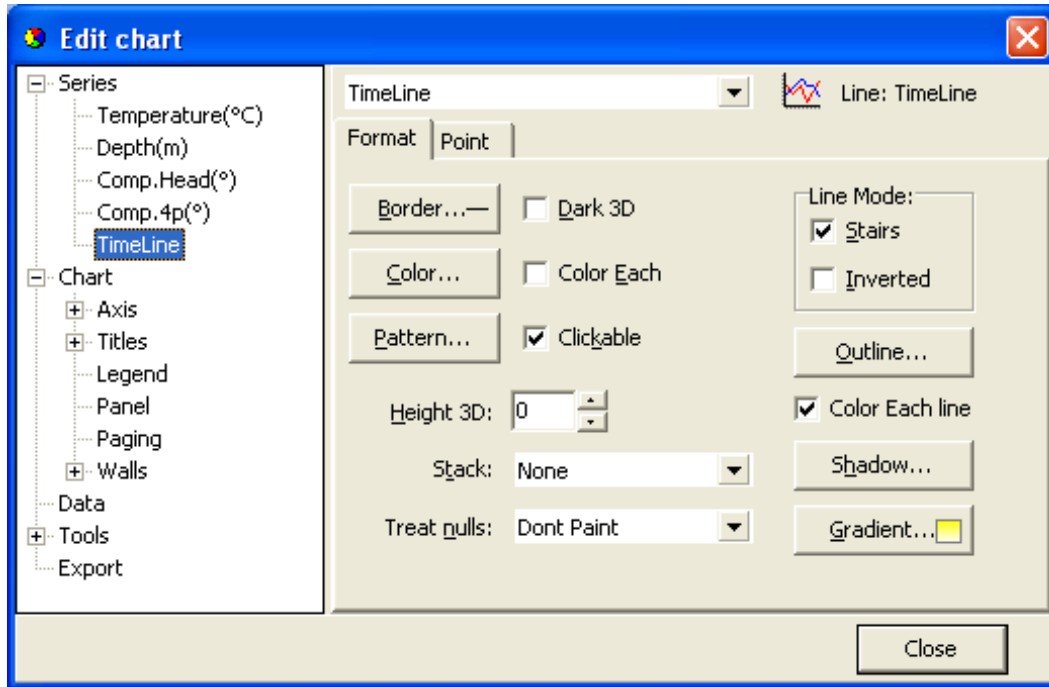 Edit chart
Series
Temperature(°C)
Depth(m)
Comp.Head(°)
Comp.4p(°)
TimeLine
Chart
Axis
Titles
Legend
Panel
Paging
Walls
Data
Tools
Export
TimeLine
Line: TimeLine
Format
Point
Border...
Dark 3D
Color...
Color Each
Pattern...
Clickable
Height 3D:
0
Stack:
None
Treat nulls:
Dont Paint
Line Mode:
Stairs
Inverted
Outline...
Color Each line
Shadow...
Gradient...
Close